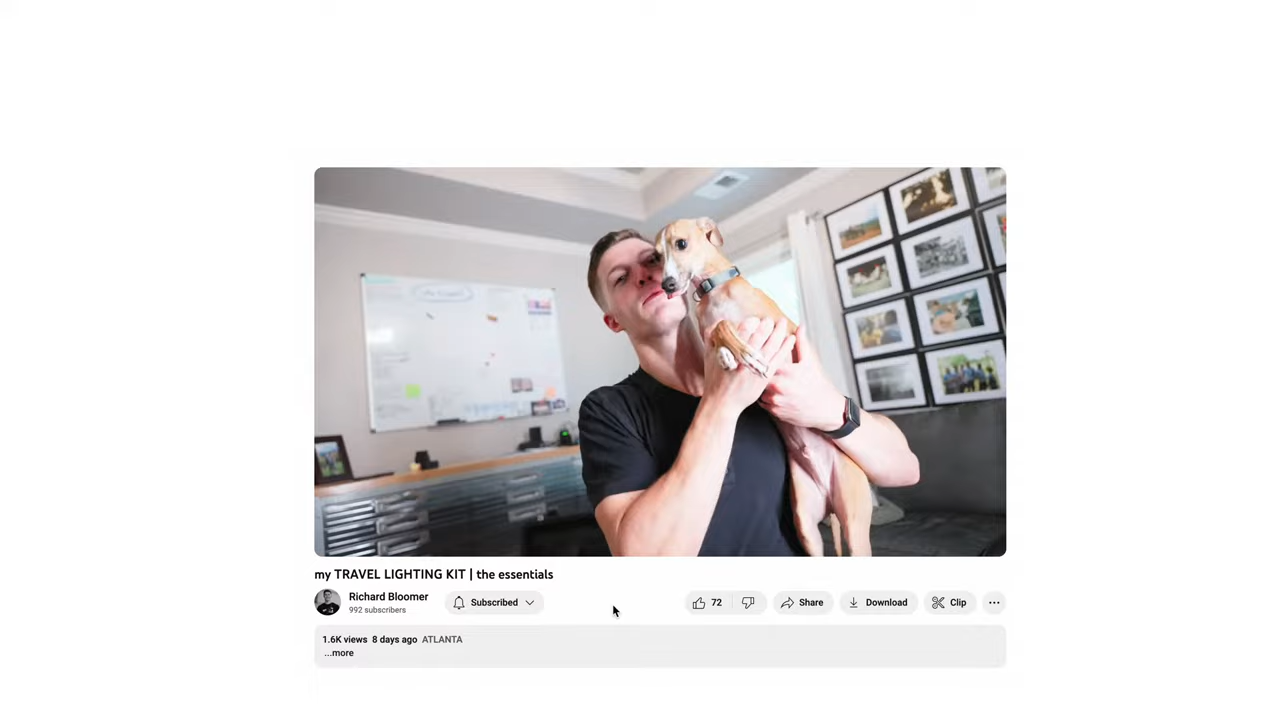 my TRAVEL LIGHTING KIT | the essentials
Richard Bloomer
992 subscribers
Subscribed
72
Share
Download
Clip
1.6K views 8 days ago ATLANTA
...more